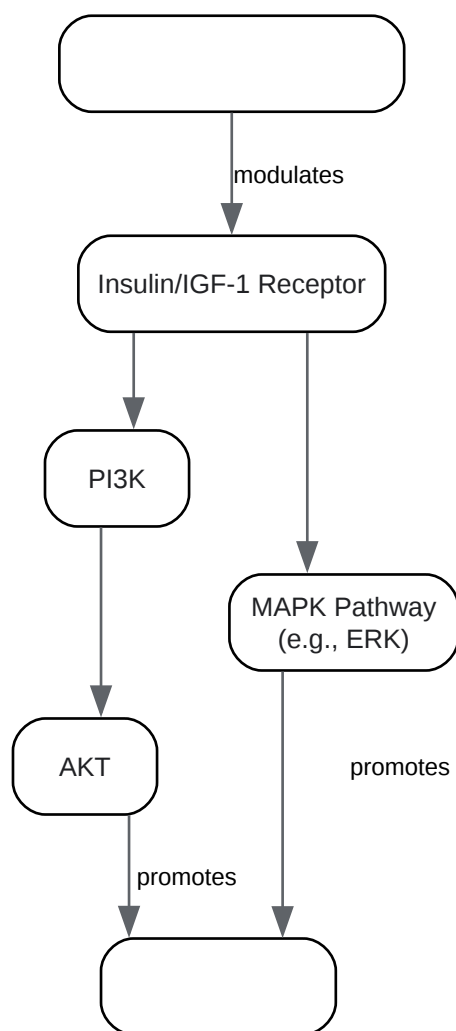 modulates
Insulin/IGF-1 Receptor
PI3K
MAPK Pathway
(e.g., ERK)
AKT
promotes
promotes